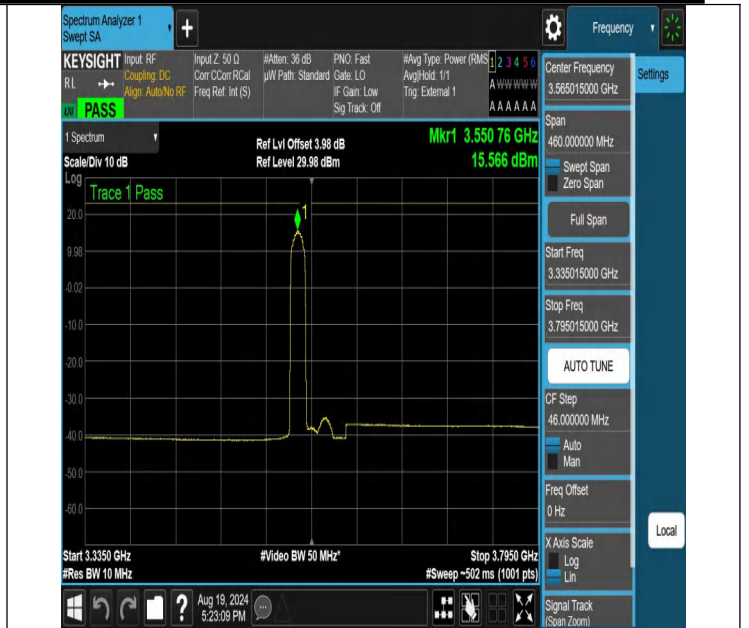 Spectrum Analyzer 1
Swept SA
Frequency
KEYSIGHT
RL
PASS
Input: RF
Coupling: DC
Align: Auto/No RF
Input Z: 50 Ω
Corr CCorr RCal
Freq Ref: Int (S)
#Atten: 36 dB
µW Path: Standard
PNO: Fast
Gate: LO
IF Gain: Low
Sig Track: Off
#Avg Type: Power (RMS
Avg|Hold: 1/1
Trig: External 1
1 2 3 4 5 6
A W W W W W
A A A A A A
1 Spectrum
Scale/Div 10 dB
Ref Lvl Offset 3.98 dB
Ref Level 29.98 dBm
Mkr1 3.550 76 GHz
15.566 dBm
Log
Trace 1 Pass
1
20.0
9.98
-0.02
-10.0
-20.0
-30.0
-40.0
-50.0
-60.0
Start 3.3350 GHz
#Res BW 10 MHz
#Video BW 50 MHz*
Stop 3.7950 GHz
#Sweep ~502 ms (1001 pts)
Center Frequency
3.565015000 GHz
Settings
Span
460.000000 MHz
Swept Span
Zero Span
Full Span
Start Freq
3.335015000 GHz
Stop Freq
3.795015000 GHz
AUTO TUNE
CF Step
46.000000 MHz
Auto
Man
Freq Offset
0 Hz
X Axis Scale
Log
Lin
Signal Track
(Span Zoom)
Local
?
Aug 19, 2024
5:23:09 PM